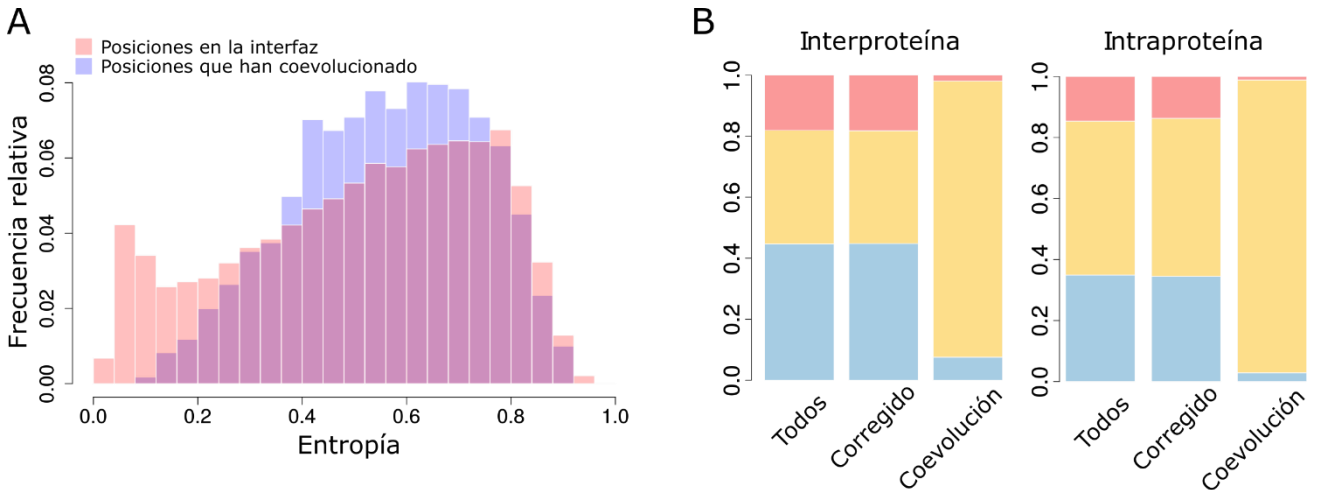 A
Posiciones en la interfaz
Posiciones que han coevolucionado
Frecuencia relativa
0.00
0.02
0.04
0.06
0.08
0.0
0.2
0.4
0.6
0.8
1.0
Entropía
B
Interproteína
0.0
0.2
0.4
0.6
0.8
1.0
Todos
Corregido
Coevolución
Intraproteína
0.0
0.2
0.4
0.6
0.8
1.0
Todos
Corregido
Coevolución